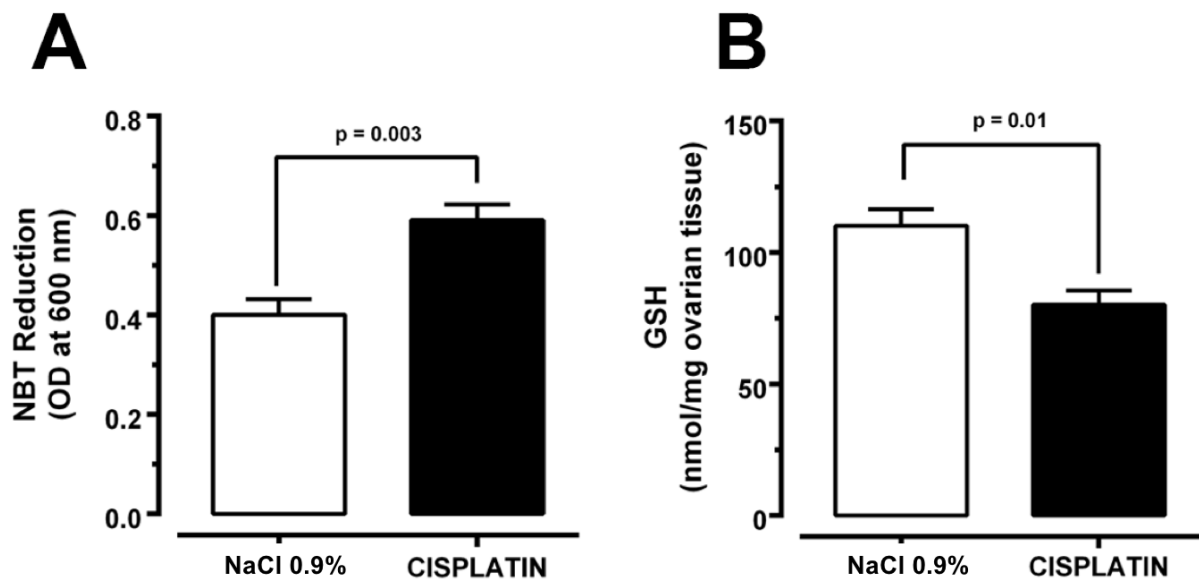 A
NBT Reduction
(OD at 600 nm)
0.8
0.6
0.4
0.2
0.0
p = 0.003
NaCl 0.9%
CISPLATIN
B
GSH
(nmol/mg ovarian tissue)
150
100
50
0
p = 0.01
NaCl 0.9%
CISPLATIN